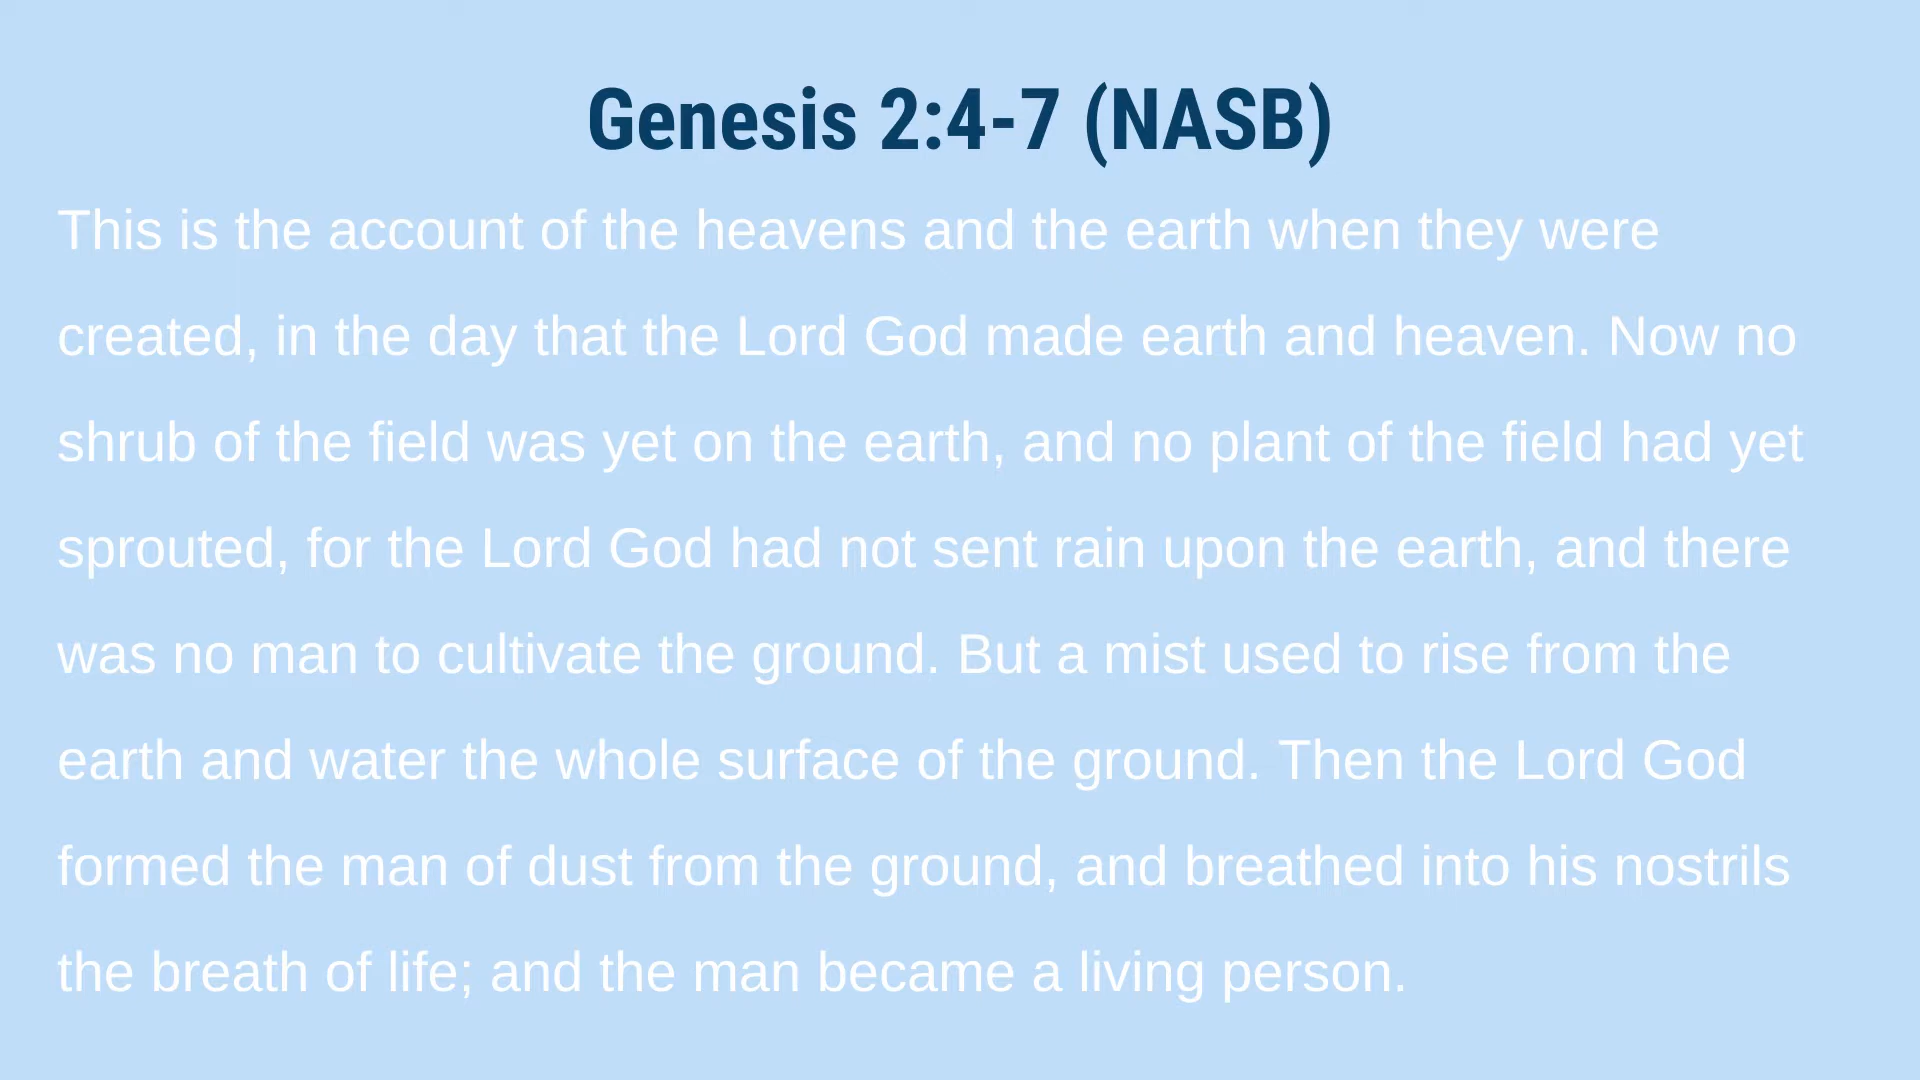 Genesis 2:4-7 (NASB)
This is the account of the heavens and the earth when they were
created, in the day that the Lord God made earth and heaven. Now no
shrub of the field was yet on the earth, and no plant of the field had yet
sprouted, for the Lord God had not sent rain upon the earth, and there
was no man to cultivate the ground. But a mist used to rise from the
earth and water the whole surface of the ground. Then the Lord God
formed the man of dust from the ground, and breathed into his nostrils
the breath of life; and the man became a living person.